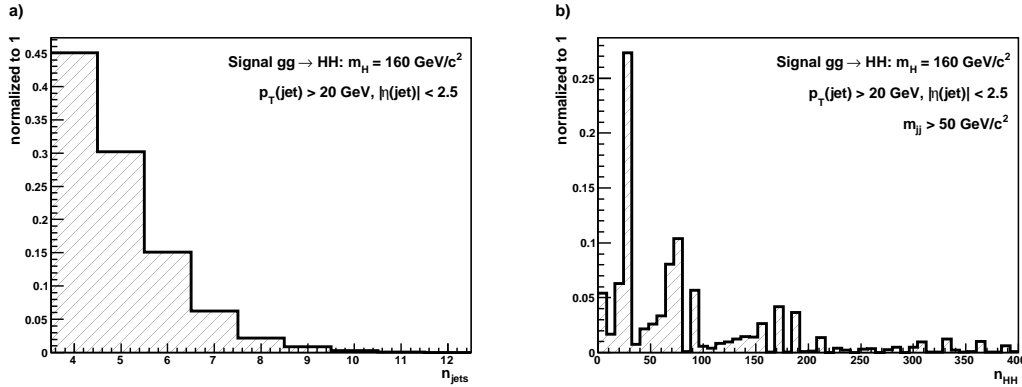 a)
normalized to 1
Signal gg → HH: m_H = 160 GeV/c²
p_T(jet) > 20 GeV, |η(jet)| < 2.5
0.45
0.4
0.35
0.3
0.25
0.2
0.15
0.1
0.05
0
4 5 6 7 8 9 10 11 12
n_jets
b)
normalized to 1
Signal gg → HH: m_H = 160 GeV/c²
p_T(jet) > 20 GeV, |η(jet)| < 2.5
m_jj > 50 GeV/c²
0.25
0.2
0.15
0.1
0.05
0
0 50 100 150 200 250 300 350 400
n_HH